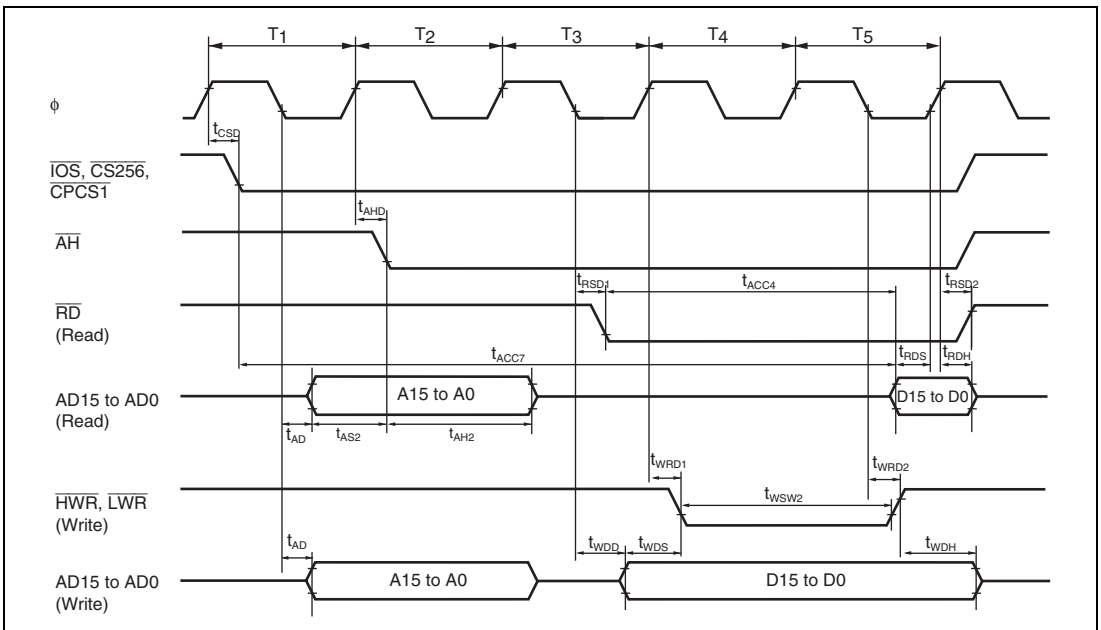 T1 T2 T3 T4 T5
φ
tCSD
IOS, CS256,
CPCS1
tAHD
AH
tRSD1 tACC4 tRSD2
RD
(Read)
tACC7 tRDS tRDH
AD15 to AD0
(Read)
A15 to A0 D15 to D0
tAD tAS2 tAH2
tWRD1 tWRD2
HWR, LWR
(Write)
tWSW2
tAD tWDD tWDS tWDH
AD15 to AD0
(Write)
A15 to A0 D15 to D0